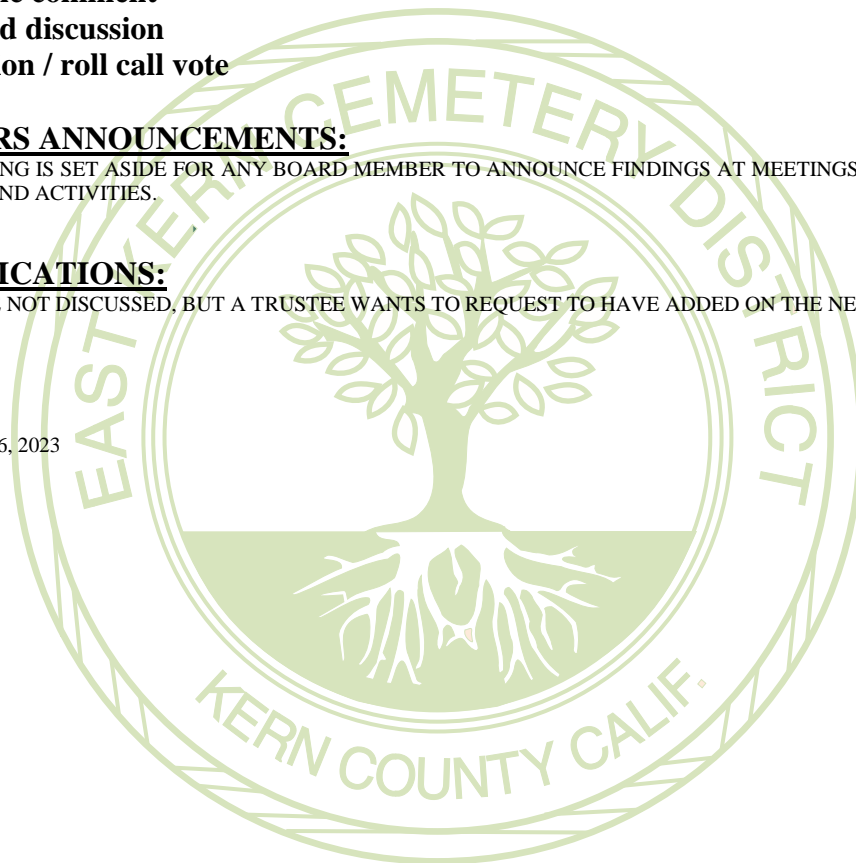 d discussion
on / roll call vote
RS ANNOUNCEMENTS:
NG IS SET ASIDE FOR ANY BOARD MEMBER TO ANNOUNCE FINDINGS AT MEETINGS
ND ACTIVITIES.
ICATIONS:
NOT DISCUSSED, BUT A TRUSTEE WANTS TO REQUEST TO HAVE ADDED ON THE NE
6, 2023
EAST KERN CEMETERY DISTRICT
KERN COUNTY CALIF.